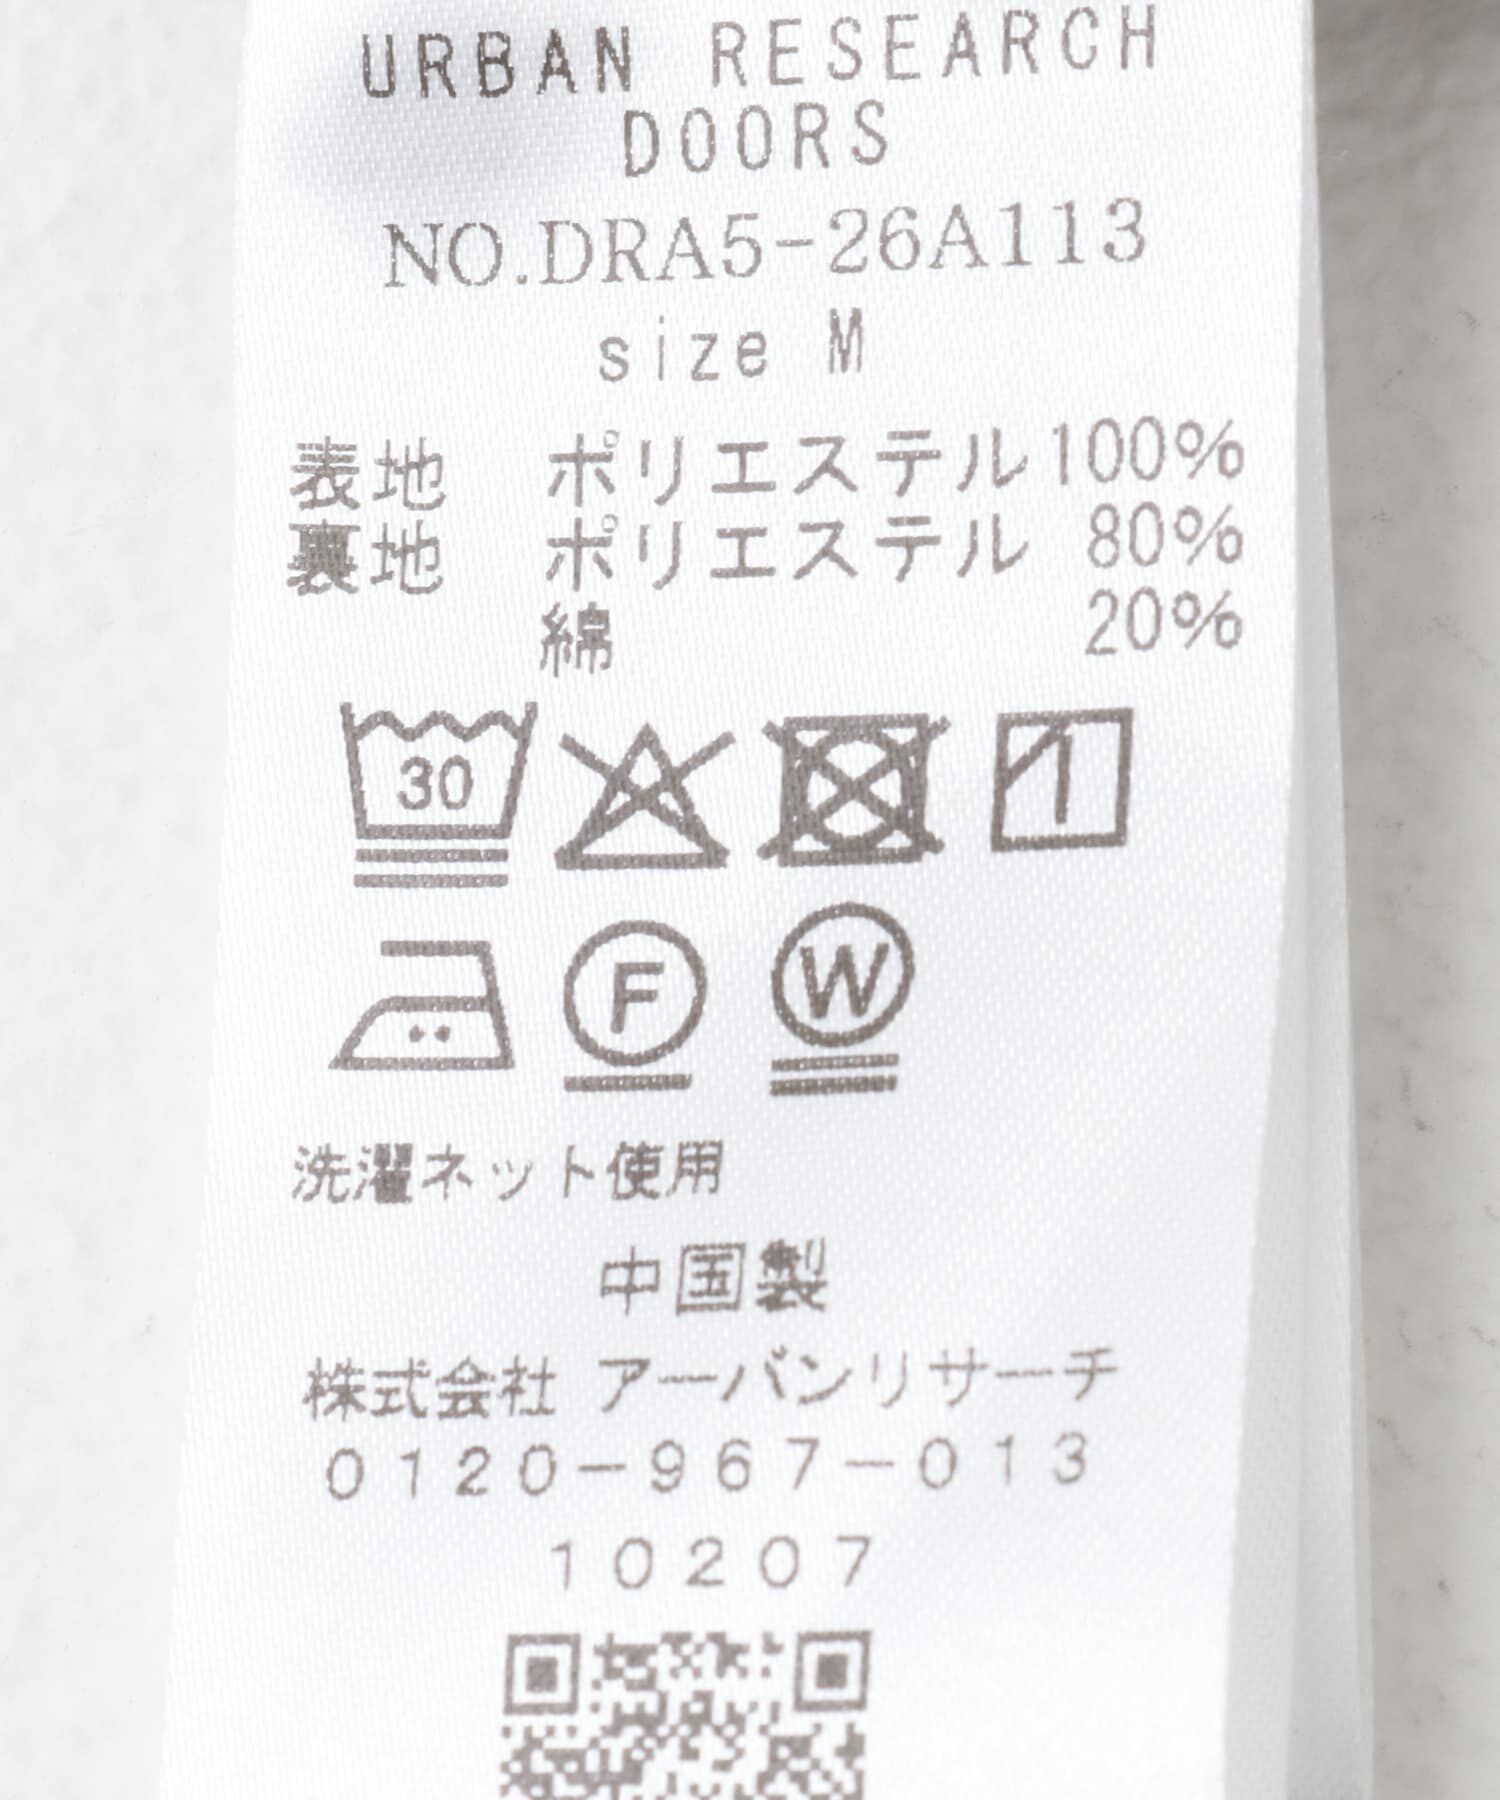 URBAN RESEARCH
DOORS
NO.DRA5-26A113
size M
表地 ポリエステル100%
裏地 ポリエステル 80%
綿 20%
30
F
W
洗濯ネット使用
中国製
株式会社 アーバンリサーチ
0120-967-013
10207